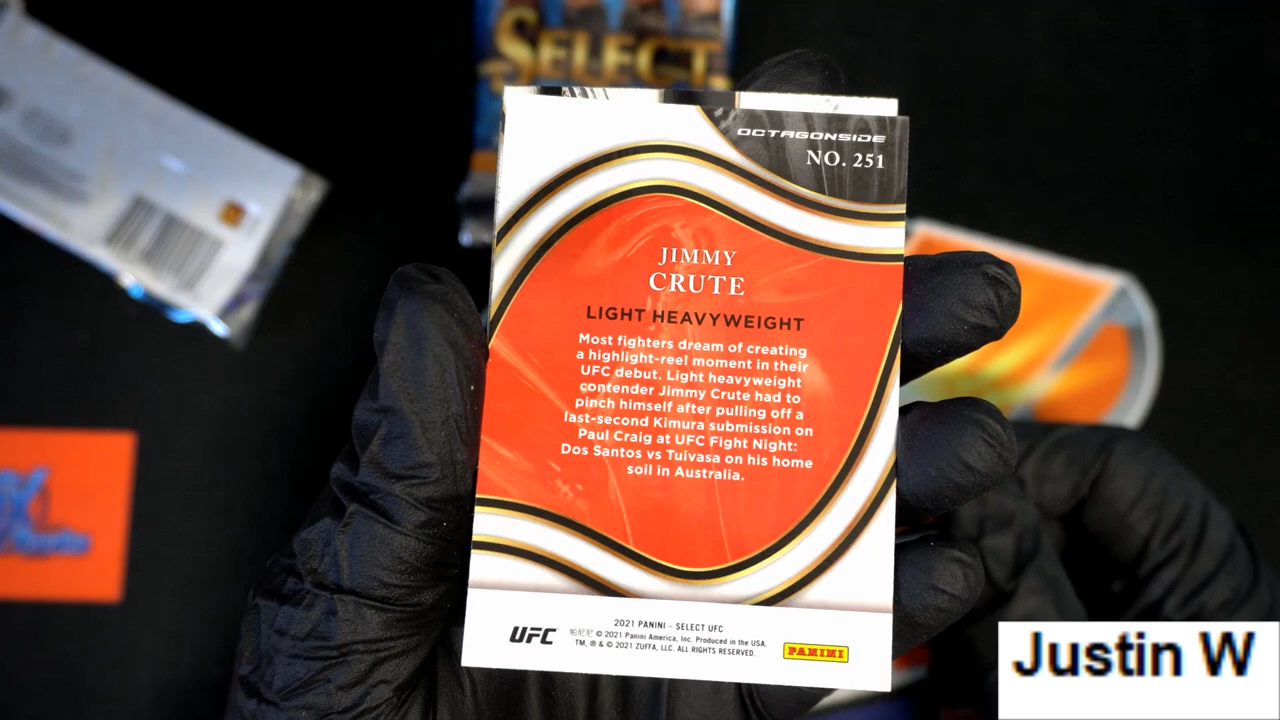 SELECT
OCTAGONSIDE
NO. 251
JIMMY
CRUTE
LIGHT HEAVYWEIGHT
Most fighters dream of creating
a highlight-reel moment in their
UFC debut. Light heavyweight
contender Jimmy Crute had to
pinch himself after pulling off a
last-second Kimura submission on
Paul Craig at UFC Fight Night:
Dos Santos vs Tuivasa on his home
soil in Australia.
2021 PANINI – SELECT UFC
UFC
帕尼尼 © 2021 Panini America, Inc. Produced in the USA.
TM, ® & © 2021 ZUFFA, LLC. ALL RIGHTS RESERVED.
PANINI
Justin W